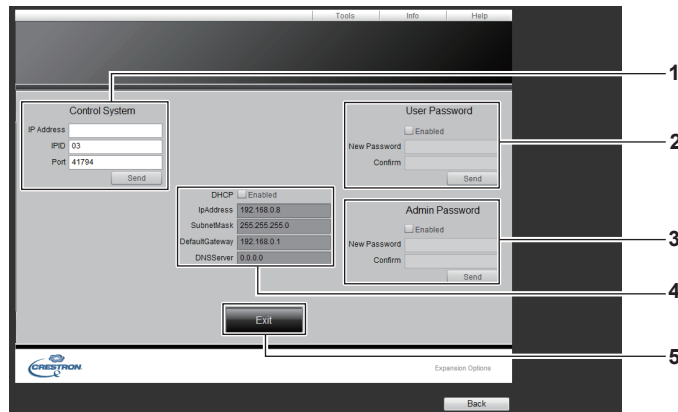 Tools Info Help
Control System
IP Address
IPID 03
Port 41794
Send
1
User Password
Enabled
New Password
Confirm
Send
2
DHCP Enabled
IpAddress 192.168.0.8
SubnetMask 255.255.255.0
DefaultGateway 192.168.0.1
DNSServer 0.0.0.0
Admin Password
Enabled
New Password
Confirm
Send
3
4
Exit
5
CRESTRON
Expansion Options
Back